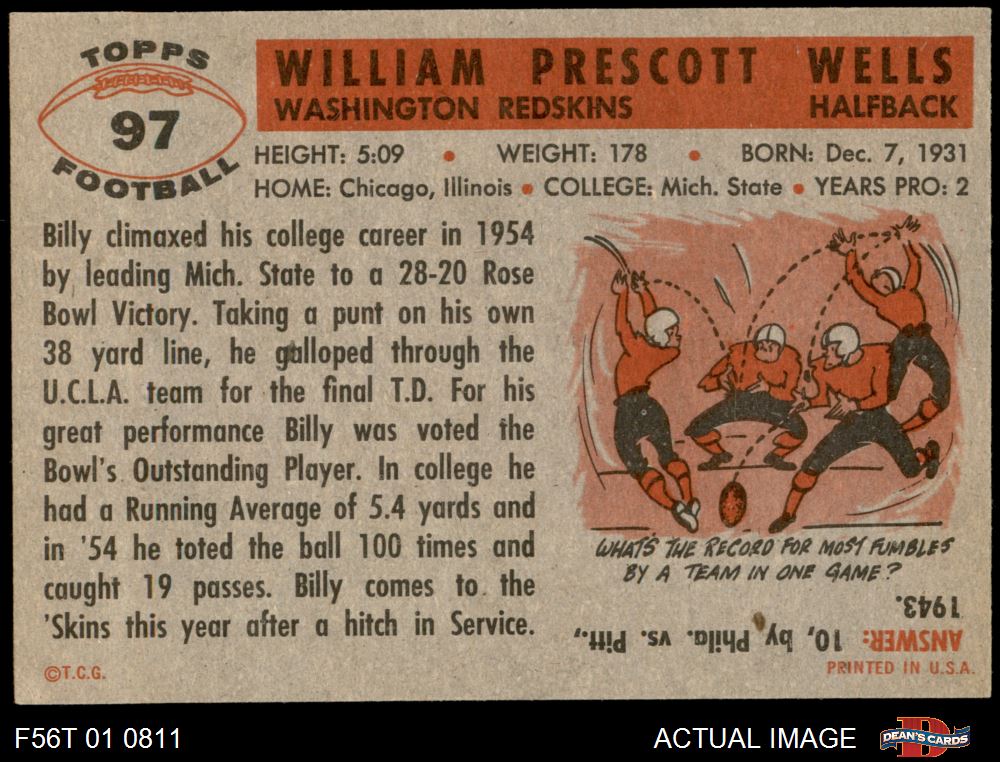 TOPPS
97
FOOTBALL
WILLIAM PRESCOTT WELLS
WASHINGTON REDSKINS HALFBACK
HEIGHT: 5:09 • WEIGHT: 178 • BORN: Dec. 7, 1931
HOME: Chicago, Illinois • COLLEGE: Mich. State • YEARS PRO: 2
Billy climaxed his college career in 1954
by leading Mich. State to a 28-20 Rose
Bowl Victory. Taking a punt on his own
38 yard line, he galloped through the
U.C.L.A. team for the final T.D. For his
great performance Billy was voted the
Bowl's Outstanding Player. In college he
had a Running Average of 5.4 yards and
in '54 he toted the ball 100 times and
caught 19 passes. Billy comes to the
'Skins this year after a hitch in Service.
©T.C.G.
WHAT'S THE RECORD FOR MOST FUMBLES
BY A TEAM IN ONE GAME?
ANSWER: 10, by Phila. vs. Pitt.,
1943.
PRINTED IN U.S.A.
F56T 01 0811
ACTUAL IMAGE
D
DEAN'S CARDS